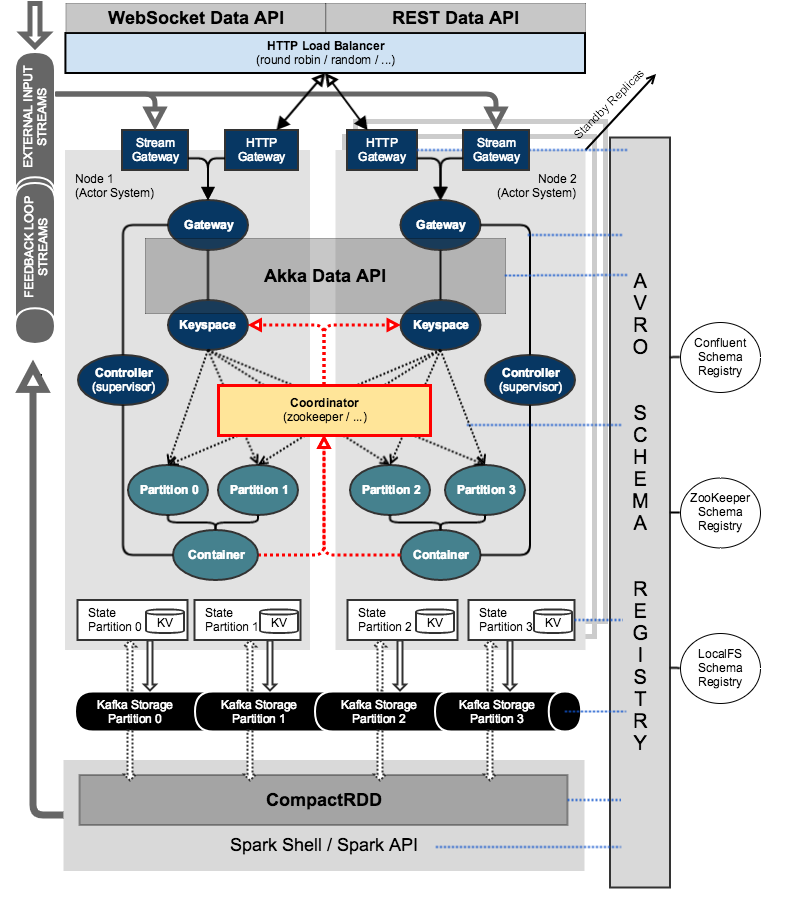 WebSocket Data API
REST Data API
HTTP Load Balancer
(round robin / random / ...)
EXTERNAL INPUT
STREAMS
FEEDBACK LOOP
STREAMS
Standby Replicas
Stream
Gateway
HTTP
Gateway
HTTP
Gateway
Stream
Gateway
Node 1
(Actor System)
Node 2
(Actor System)
Gateway
Gateway
Akka Data API
Keyspace
Keyspace
Controller
(supervisor)
Controller
(supervisor)
Coordinator
(zookeeper / ...)
Partition 0
Partition 1
Partition 2
Partition 3
Container
Container
State
Partition 0
KV
State
Partition 1
KV
State
Partition 2
KV
State
Partition 3
KV
Kafka Storage
Partition 0
Kafka Storage
Partition 1
Kafka Storage
Partition 2
Kafka Storage
Partition 3
CompactRDD
Spark Shell / Spark API
AVRO SCHEMA REGISTRY
Confluent
Schema
Registry
ZooKeeper
Schema
Registry
LocalFS
Schema
Registry